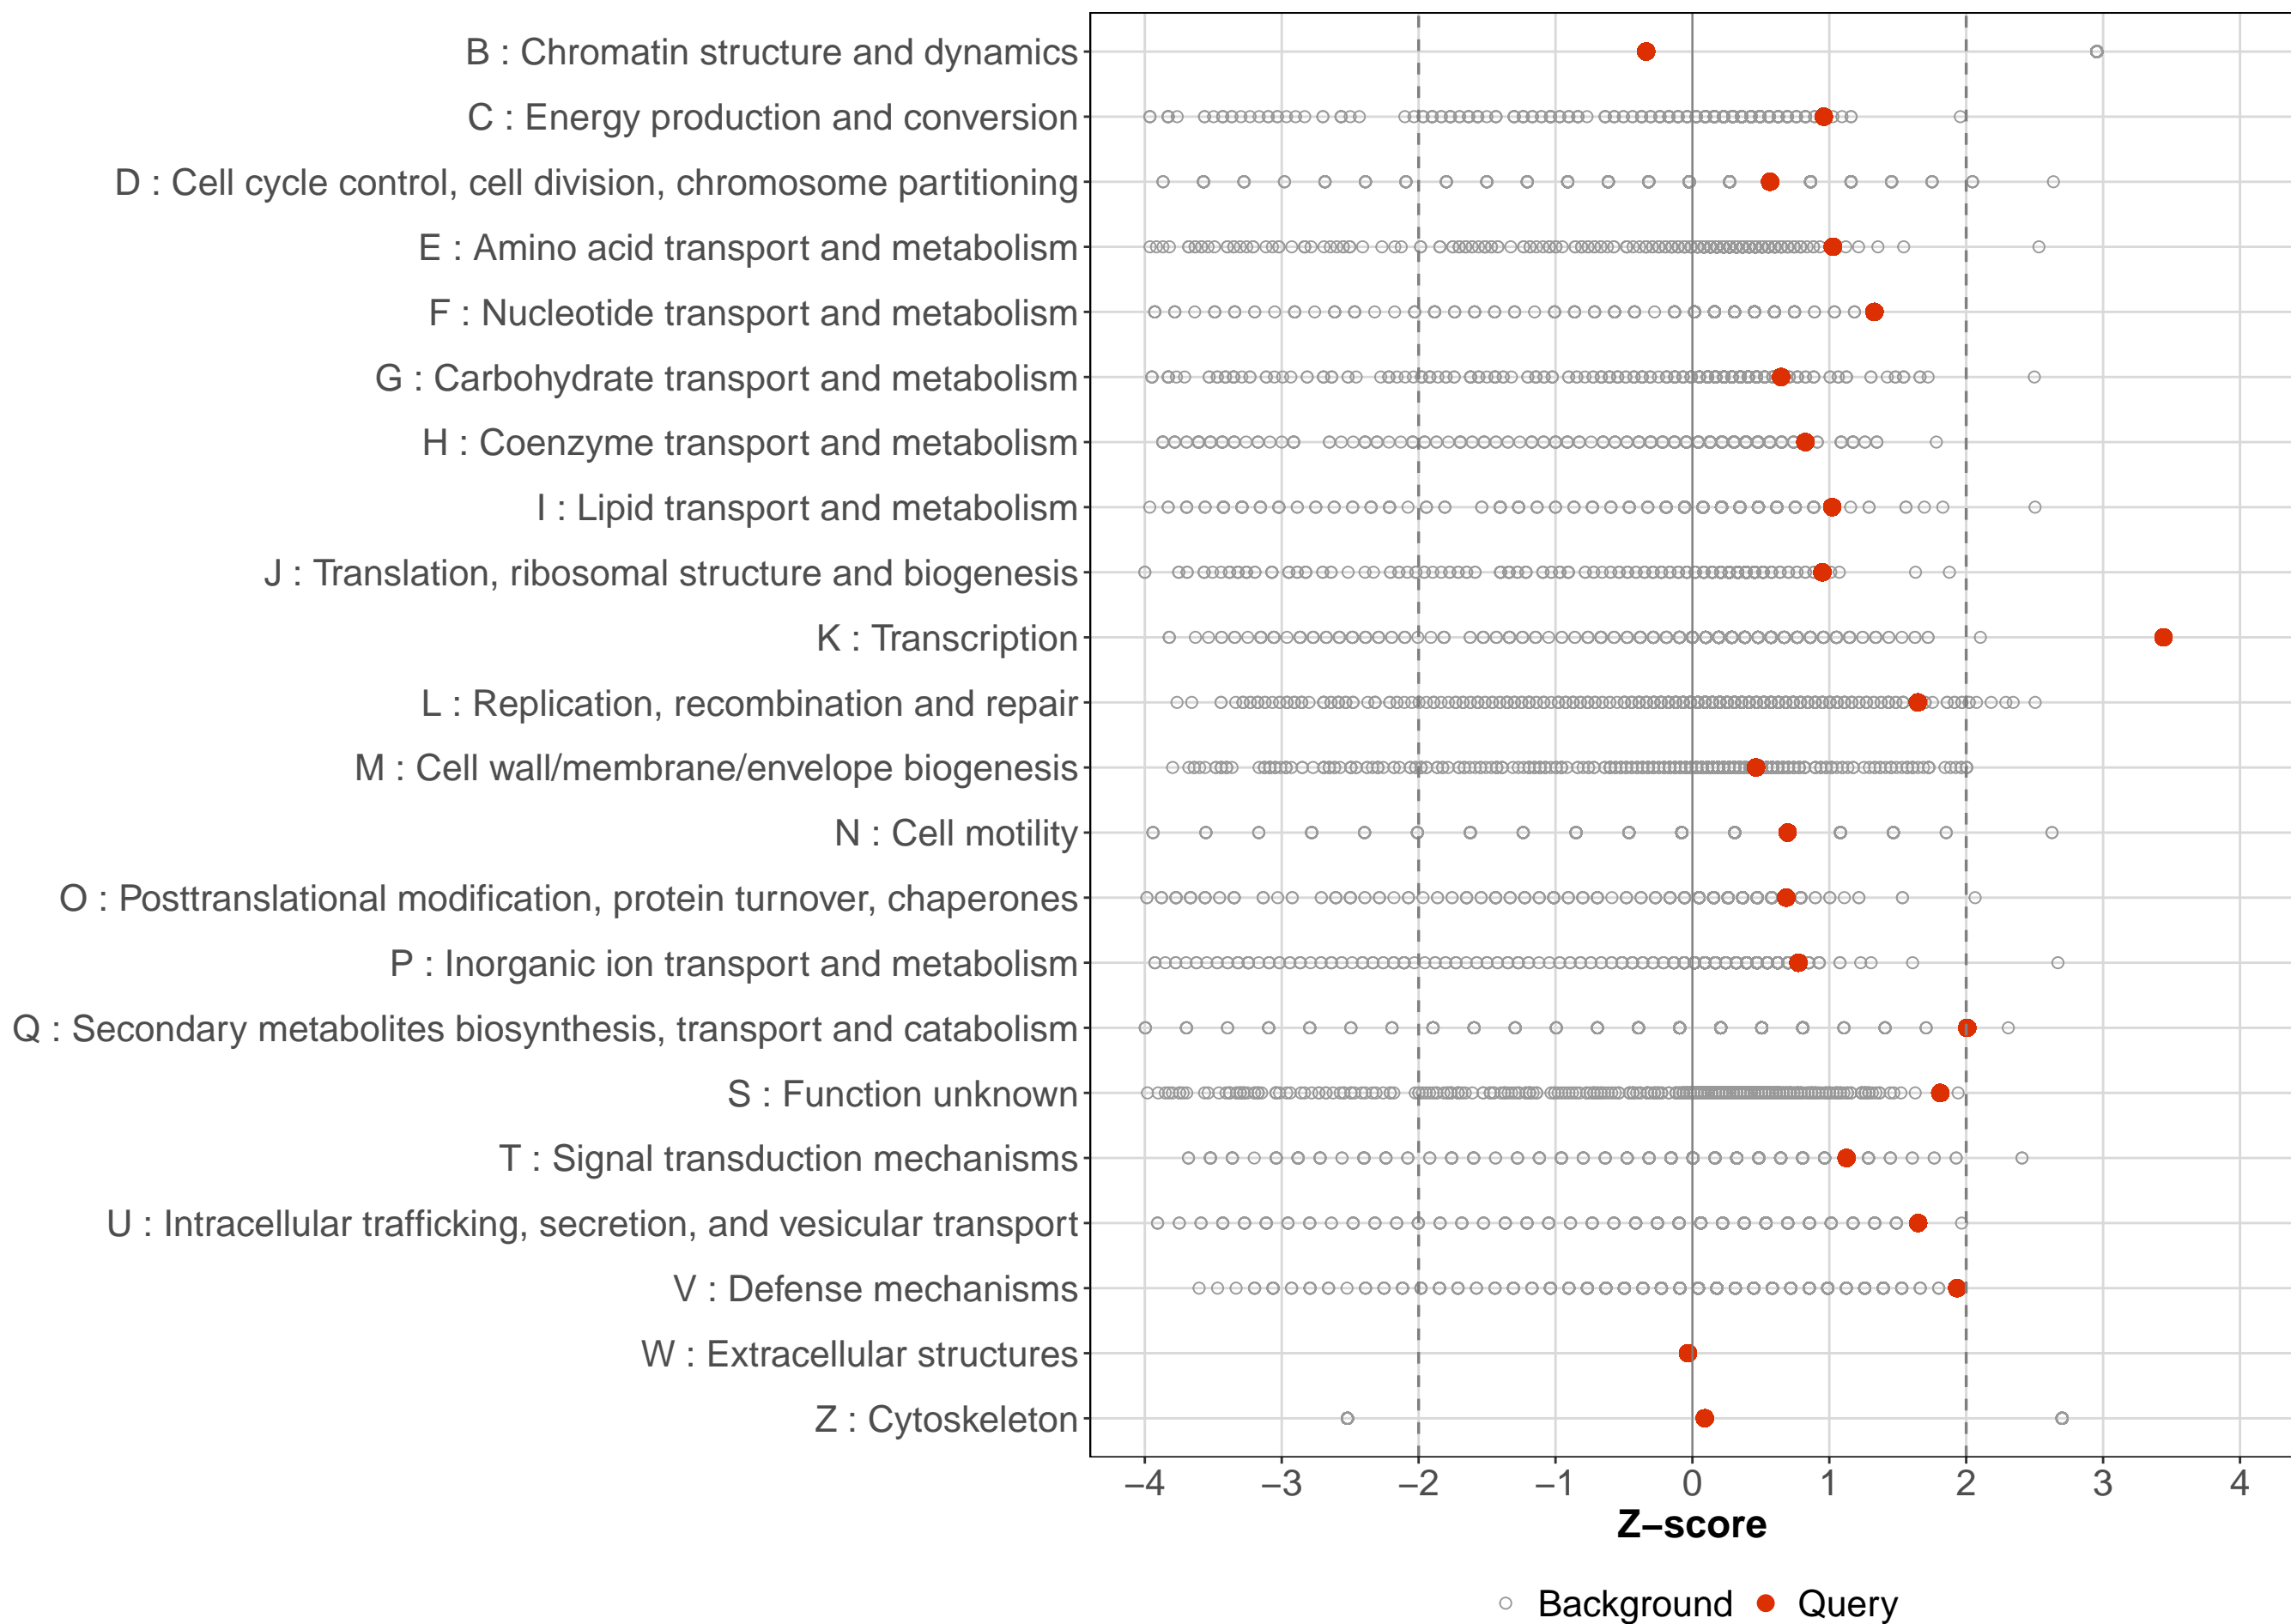 B : Chromatin structure and dynamics
C : Energy production and conversion
D : Cell cycle control, cell division, chromosome partitioning
E : Amino acid transport and metabolism
F : Nucleotide transport and metabolism
G : Carbohydrate transport and metabolism
H : Coenzyme transport and metabolism
I : Lipid transport and metabolism
J : Translation, ribosomal structure and biogenesis
K : Transcription
L : Replication, recombination and repair
M : Cell wall/membrane/envelope biogenesis
N : Cell motility
O : Posttranslational modification, protein turnover, chaperones
P : Inorganic ion transport and metabolism
Q : Secondary metabolites biosynthesis, transport and catabolism
S : Function unknown
T : Signal transduction mechanisms
U : Intracellular trafficking, secretion, and vesicular transport
V : Defense mechanisms
W : Extracellular structures
Z : Cytoskeleton
−4 −3 −2 −1 0 1 2 3 4
Z−score
Background Query